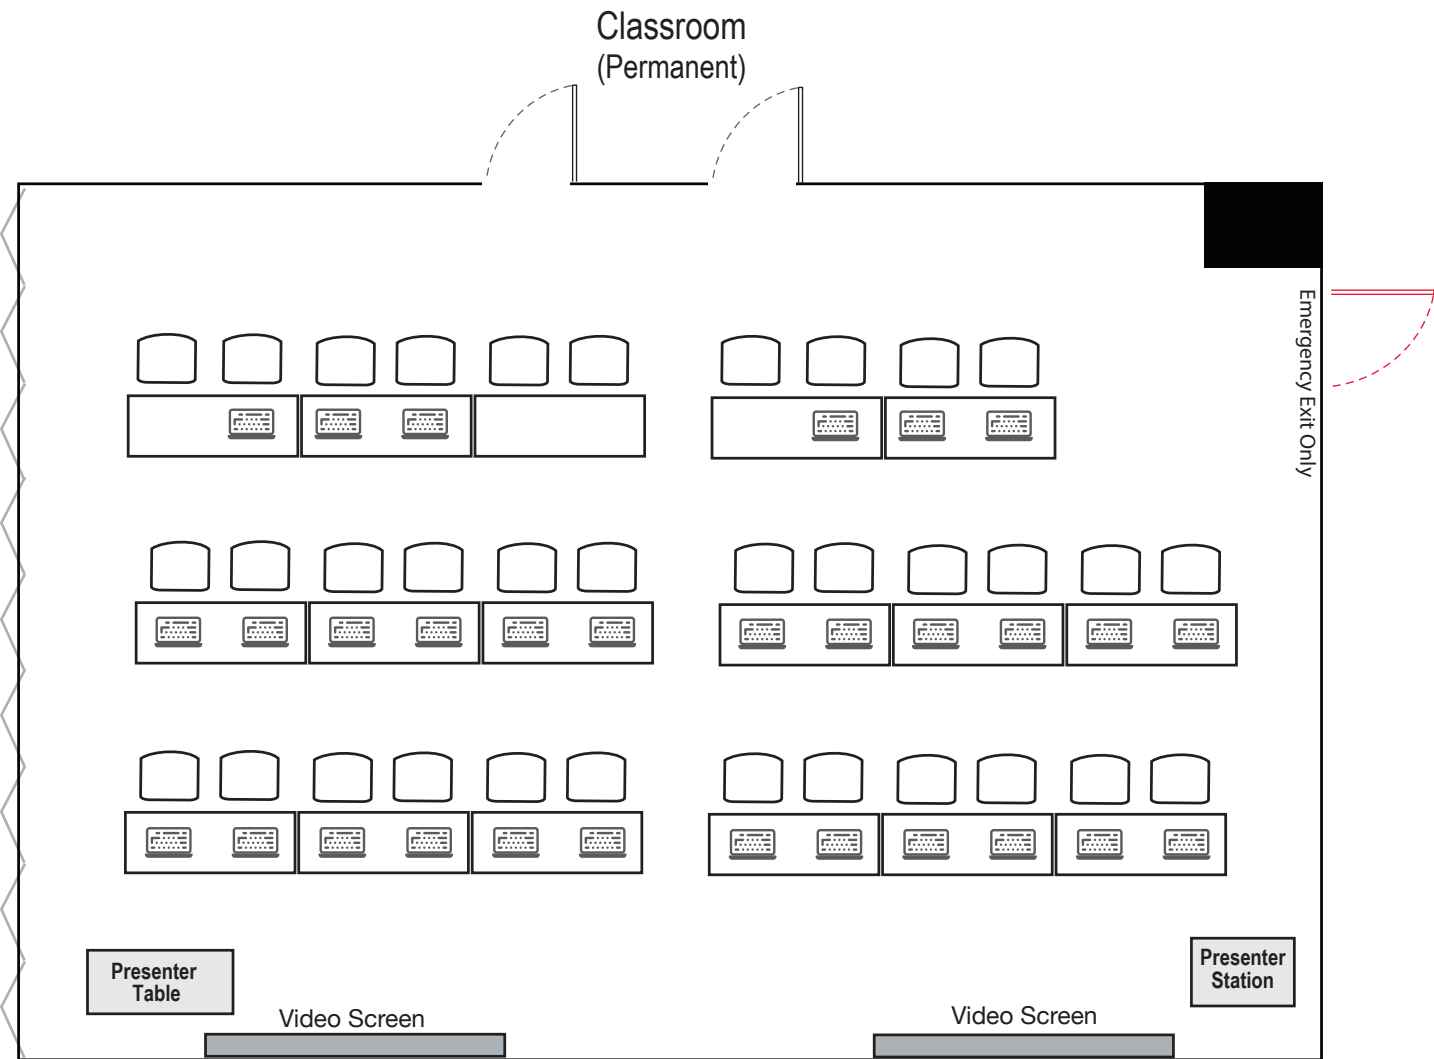 Classroom
(Permanent)
Emergency Exit Only
Presenter
Table
Video Screen
Video Screen
Presenter
Station